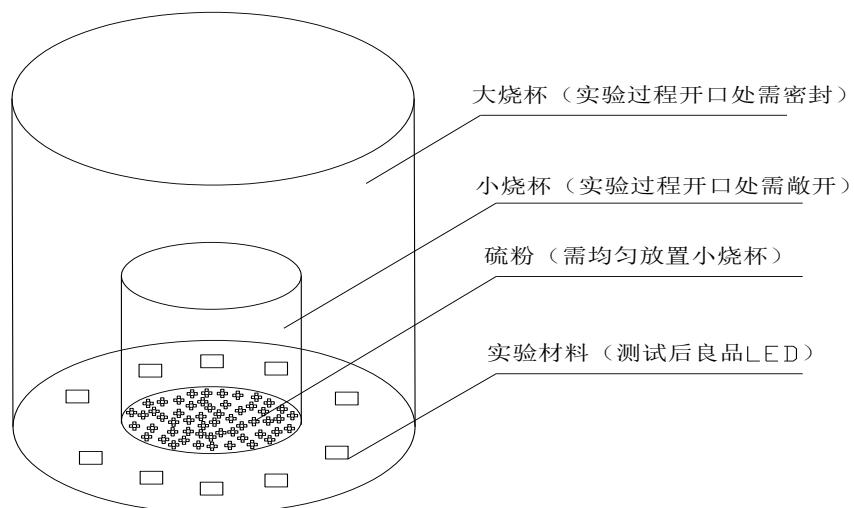 大烧杯（实验过程开口处需密封）
小烧杯（实验过程开口处需敞开）
硫粉（需均匀放置小烧杯）
实验材料（测试后良品LED）